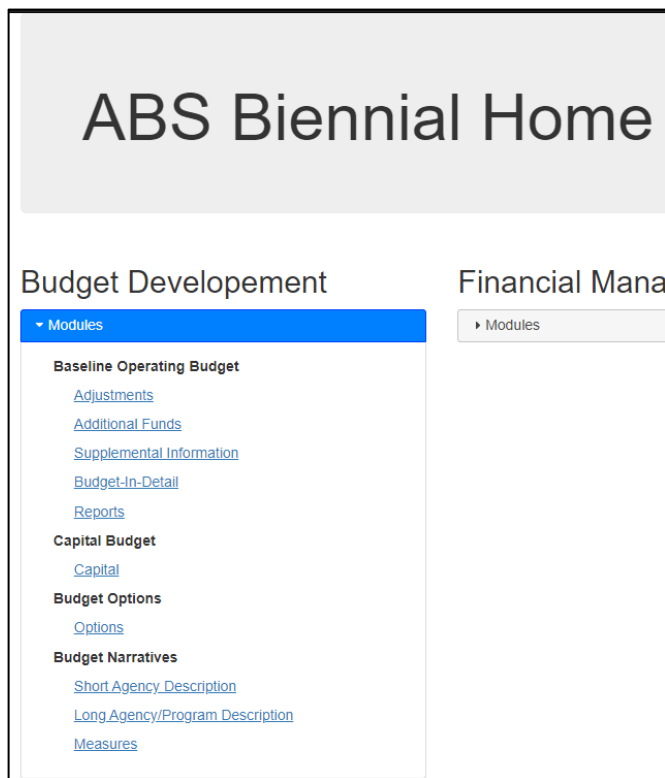 ABS Biennial Home
Budget Developement
Modules
Baseline Operating Budget
Adjustments
Additional Funds
Supplemental Information
Budget-In-Detail
Reports
Capital Budget
Capital
Budget Options
Options
Budget Narratives
Short Agency Description
Long Agency/Program Description
Measures
Financial Mana
Modules